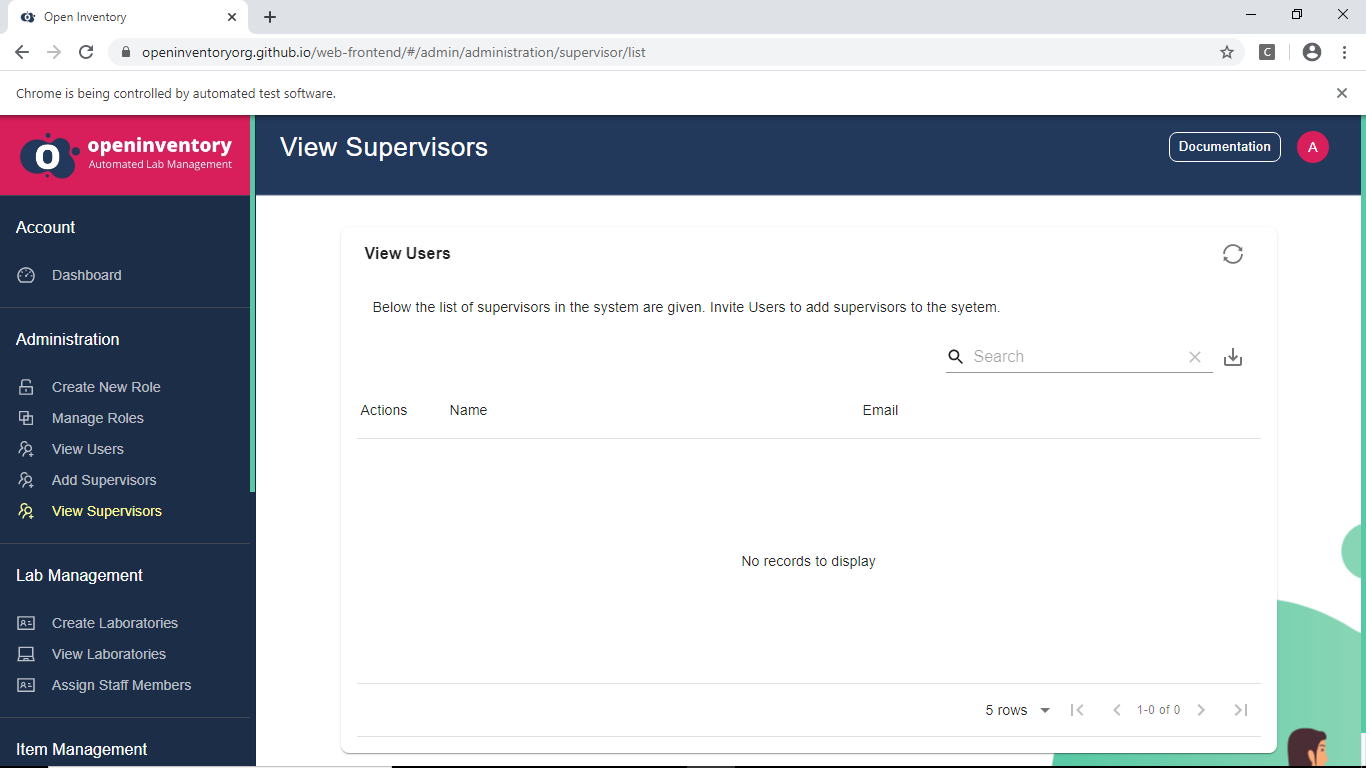 Open Inventory
openinventoryorg.github.io/web-frontend/#/admin/administration/supervisor/list
C
Chrome is being controlled by automated test software.
O
openinventory
Automated Lab Management
View Supervisors
Documentation
A
Account
Dashboard
Administration
Create New Role
Manage Roles
View Users
Add Supervisors
View Supervisors
Lab Management
Create Laboratories
View Laboratories
Assign Staff Members
Item Management
View Users
Below the list of supervisors in the system are given. Invite Users to add supervisors to the syetem.
Search
Actions Name Email
No records to display
5 rows 1-0 of 0